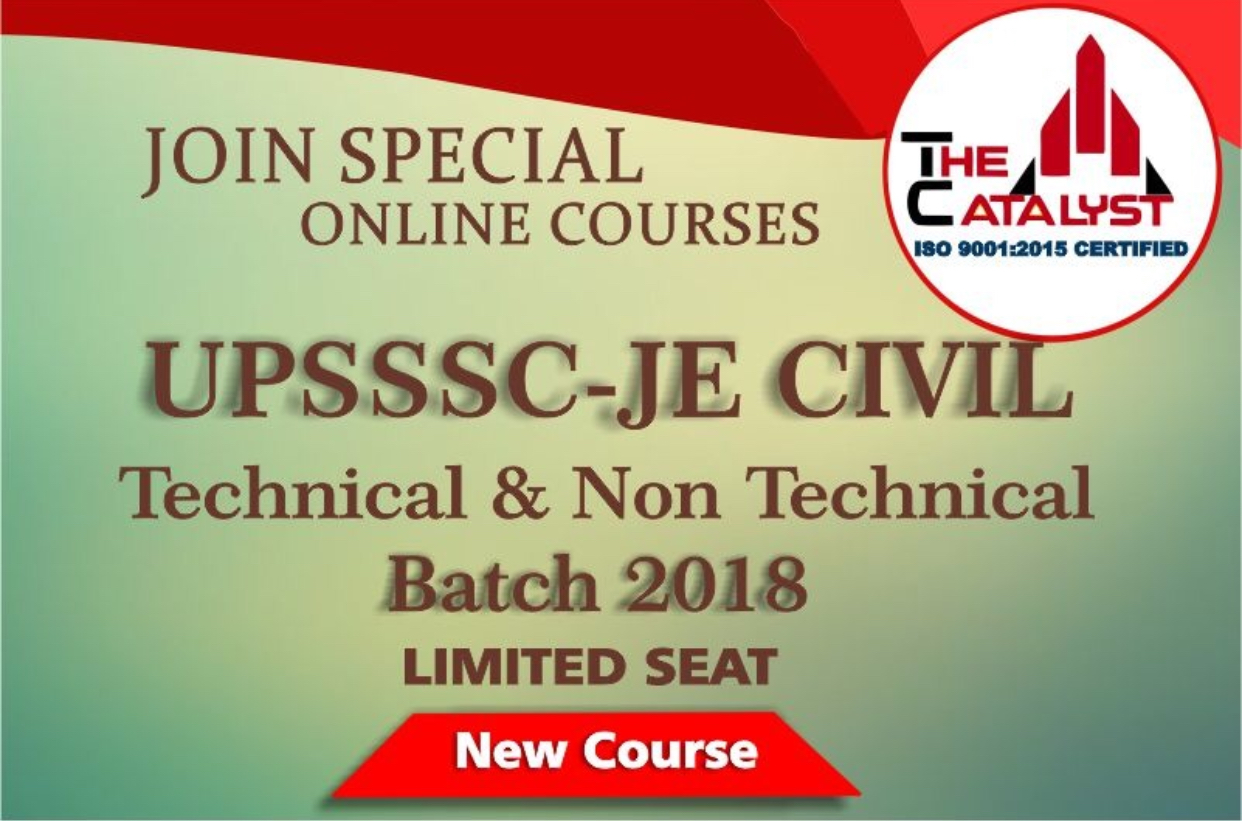 JOIN SPECIAL
ONLINE COURSES
THE
CATALYST
ISO 9001:2015 CERTIFIED
UPSSSC-JE CIVIL
Technical & Non Technical
Batch 2018
LIMITED SEAT
New Course